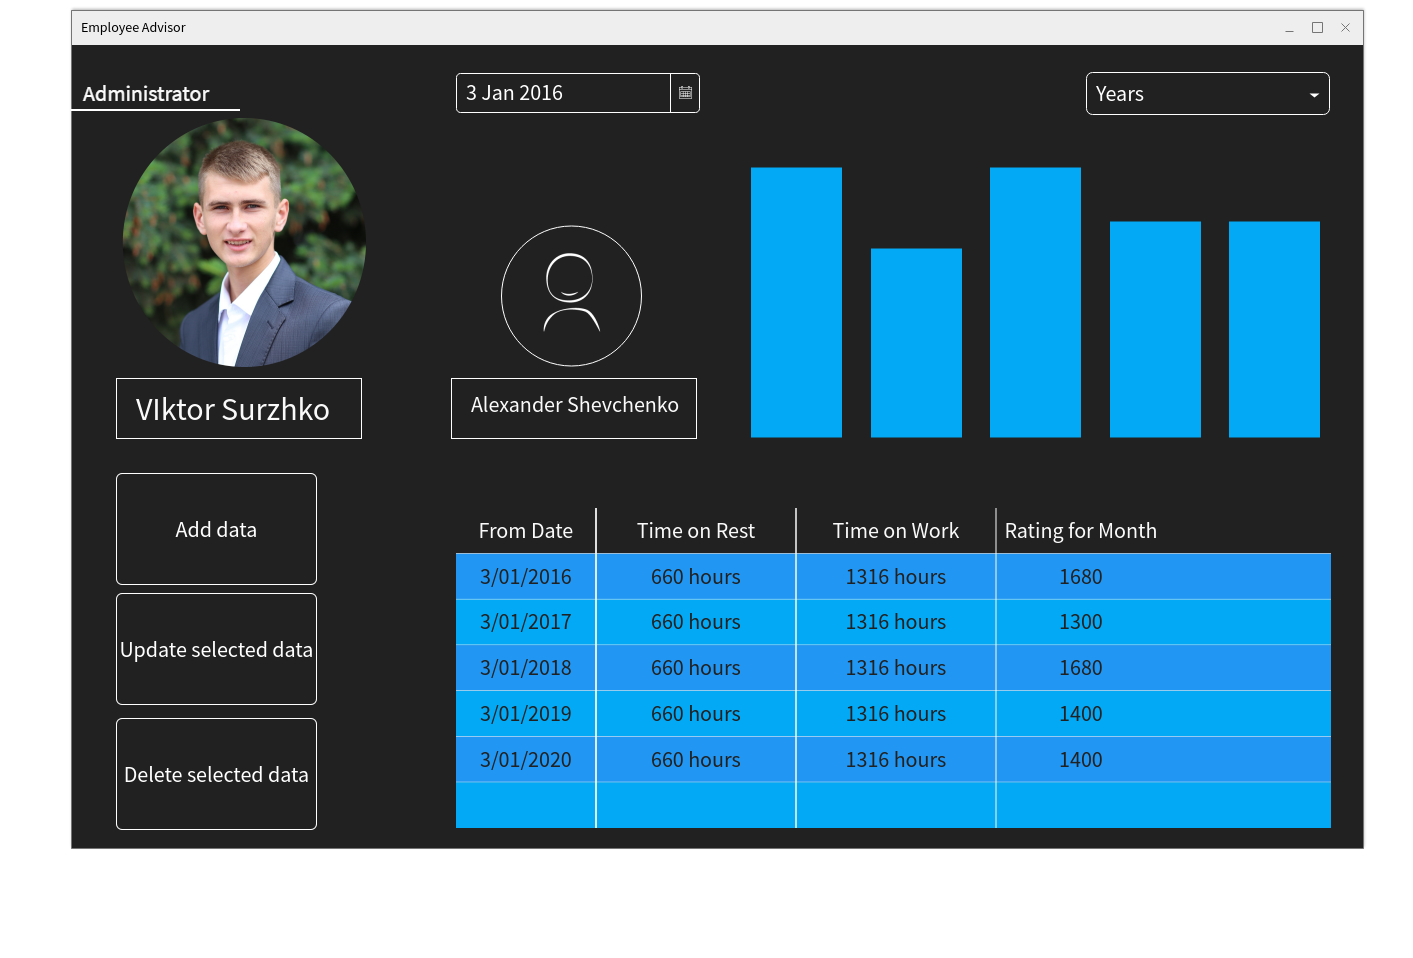 Employee Advisor
Administrator
3 Jan 2016
Years
VIktor Surzhko
Alexander Shevchenko
Add data
Update selected data
Delete selected data
From Date Time on Rest Time on Work Rating for Month
3/01/2016 660 hours 1316 hours 1680
3/01/2017 660 hours 1316 hours 1300
3/01/2018 660 hours 1316 hours 1680
3/01/2019 660 hours 1316 hours 1400
3/01/2020 660 hours 1316 hours 1400